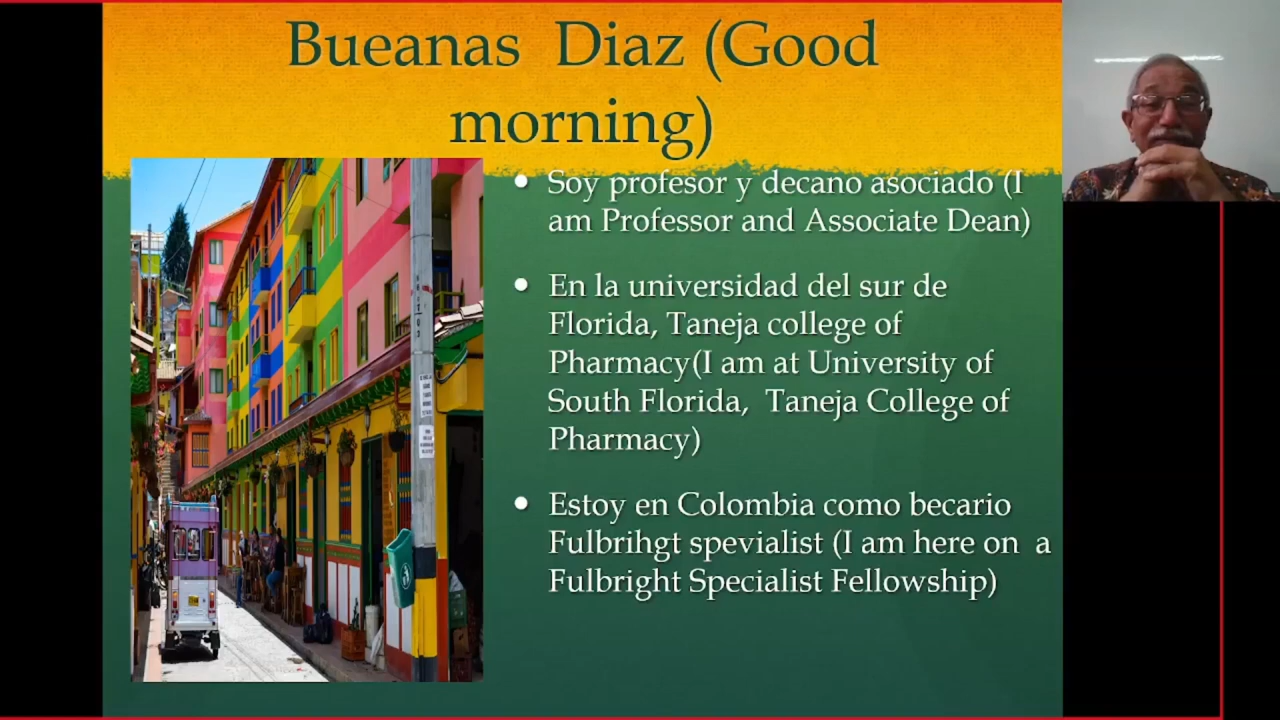 Bueanas Diaz (Good
morning)
• Soy profesor y decano asociado (I
am Professor and Associate Dean)
• En la universidad del sur de
Florida, Taneja college of
Pharmacy(I am at University of
South Florida, Taneja College of
Pharmacy)
• Estoy en Colombia como becario
Fulbrihgt spevialist (I am here on a
Fulbright Specialist Fellowship)